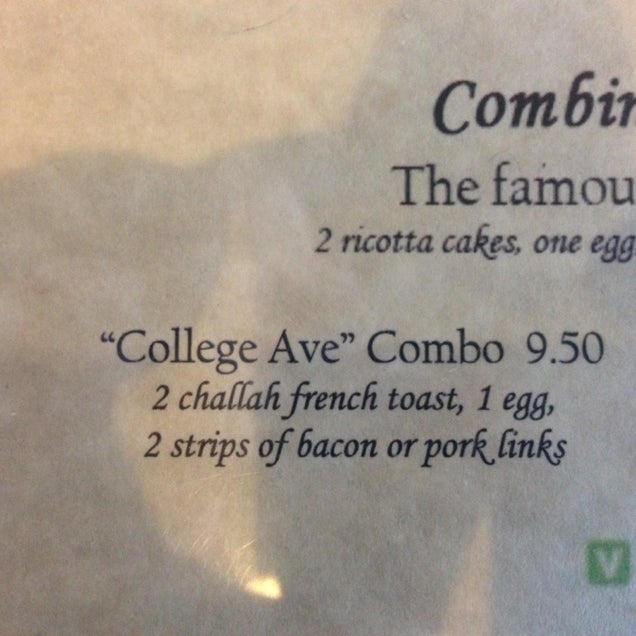 Combin
The famou
2 ricotta cakes, one egg,
“College Ave” Combo 9.50
2 challah french toast, 1 egg,
2 strips of bacon or pork links
V